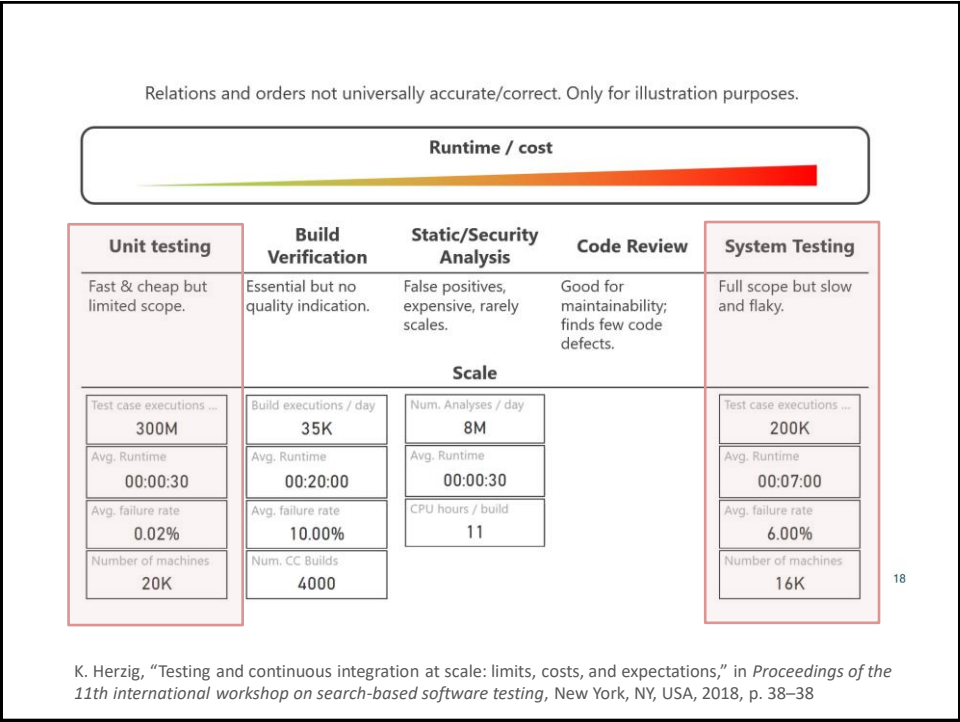 Relations and orders not universally accurate/correct. Only for illustration purposes.
Runtime / cost
Unit testing
Build
Verification
Static/Security
Analysis
Code Review
System Testing
Fast & cheap but
limited scope.
Essential but no
quality indication.
False positives,
expensive, rarely
scales.
Good for
maintainability;
finds few code
defects.
Full scope but slow
and flaky.
Scale
Test case executions ...
300M
Build executions / day
35K
Num. Analyses / day
8M
Test case executions ...
200K
Avg. Runtime
00:00:30
Avg. Runtime
00:20:00
Avg. Runtime
00:00:30
Avg. Runtime
00:07:00
Avg. failure rate
0.02%
Avg. failure rate
10.00%
CPU hours / build
11
Avg. failure rate
6.00%
Number of machines
20K
Num. CC Builds
4000
Number of machines
16K
18
K. Herzig, “Testing and continuous integration at scale: limits, costs, and expectations,” in Proceedings of the
11th international workshop on search-based software testing, New York, NY, USA, 2018, p. 38–38